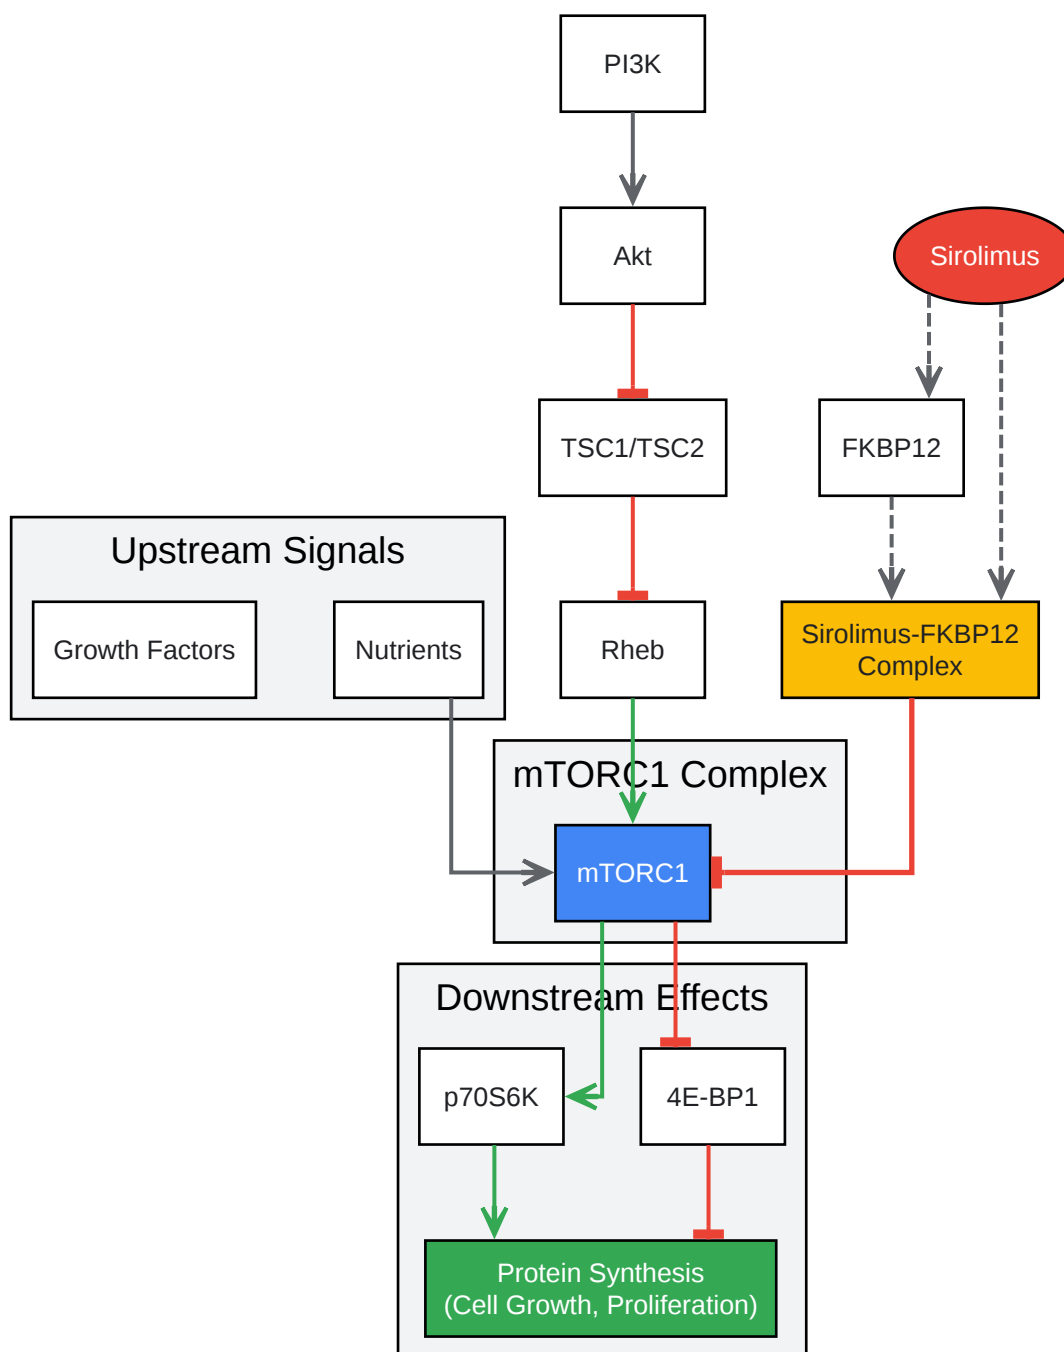 PI3K
Akt
Sirolimus
TSC1/TSC2
FKBP12
Upstream Signals
Growth Factors
Nutrients
Rheb
Sirolimus-FKBP12
Complex
mTORC1 Complex
mTORC1
Downstream Effects
p70S6K
4E-BP1
Protein Synthesis
(Cell Growth, Proliferation)